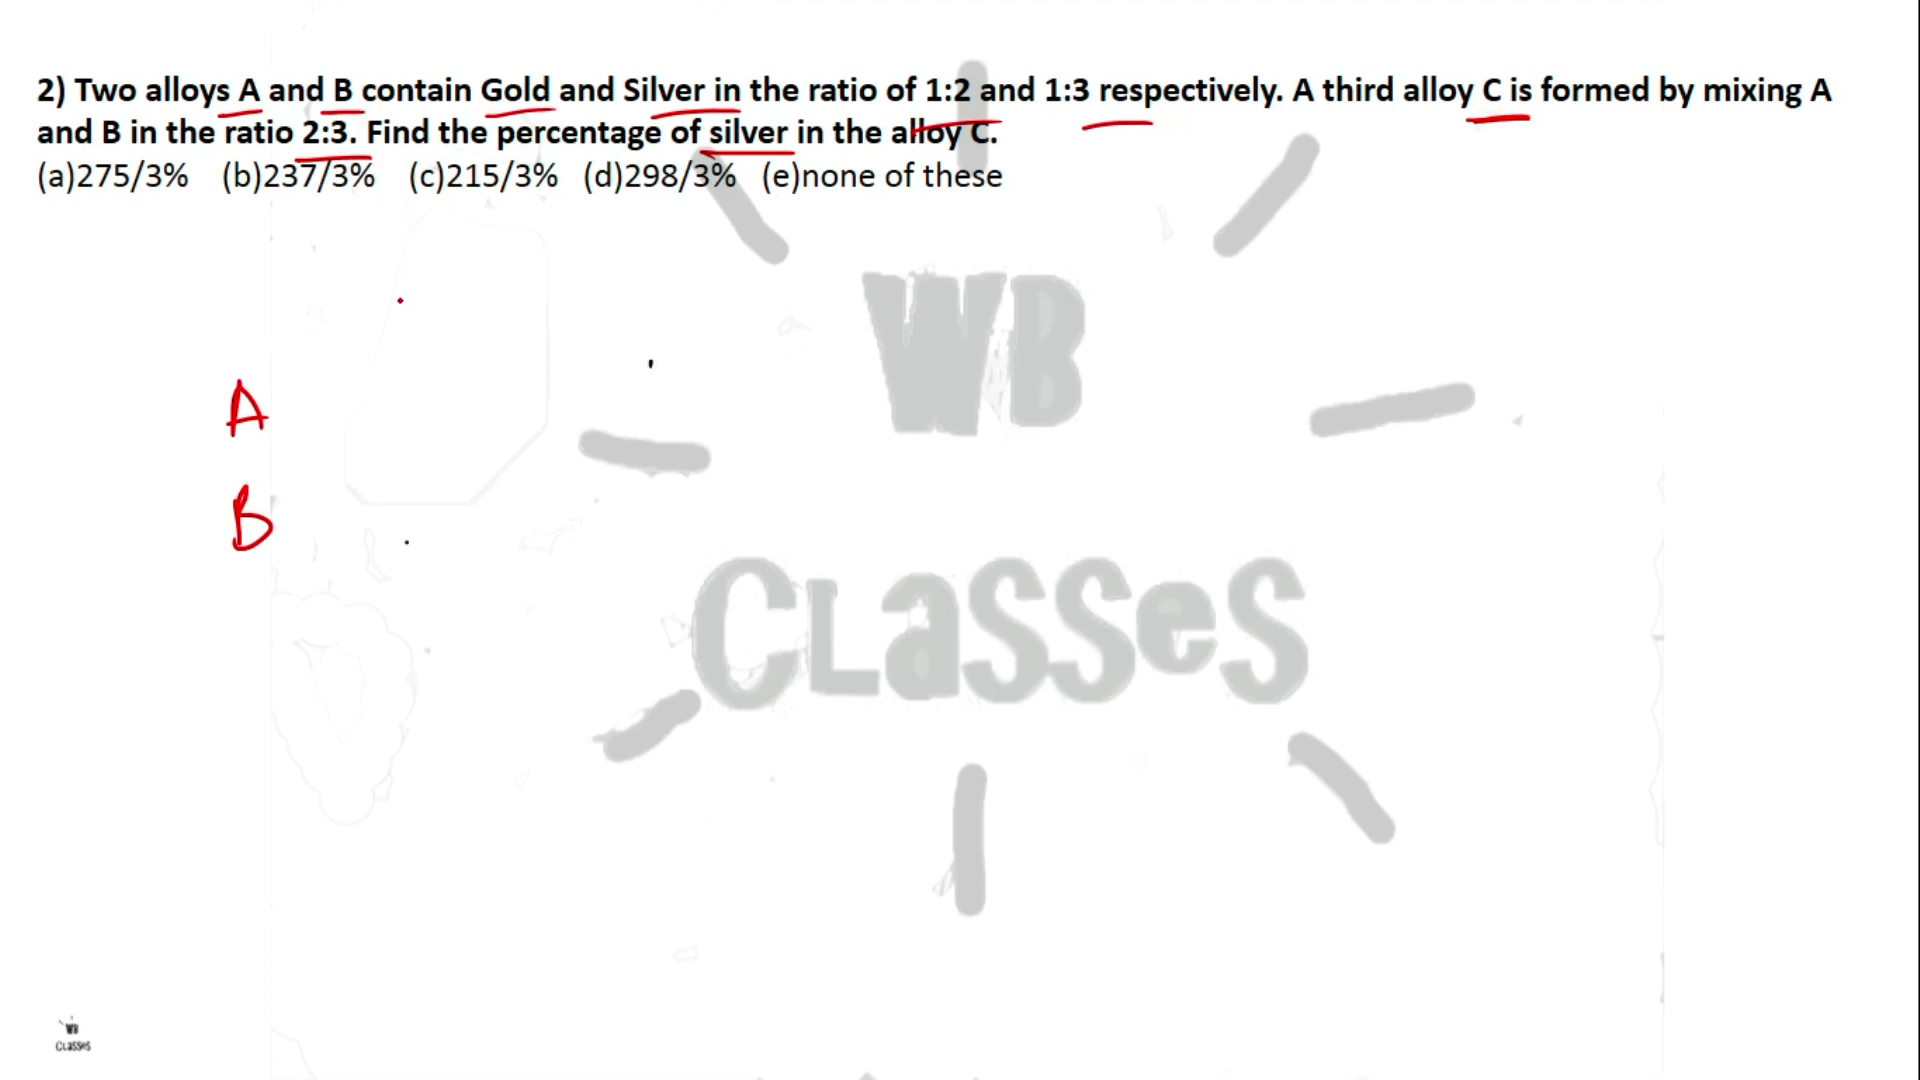 2) Two alloys A and B contain Gold and Silver in the ratio of 1:2 and 1:3 respectively. A third alloy C is formed by mixing A
and B in the ratio 2:3. Find the percentage of silver in the alloy C.
(a)275/3% (b)237/3% (c)215/3% (d)298/3% (e)none of these
WB
A
B
Classes
WB
Classes